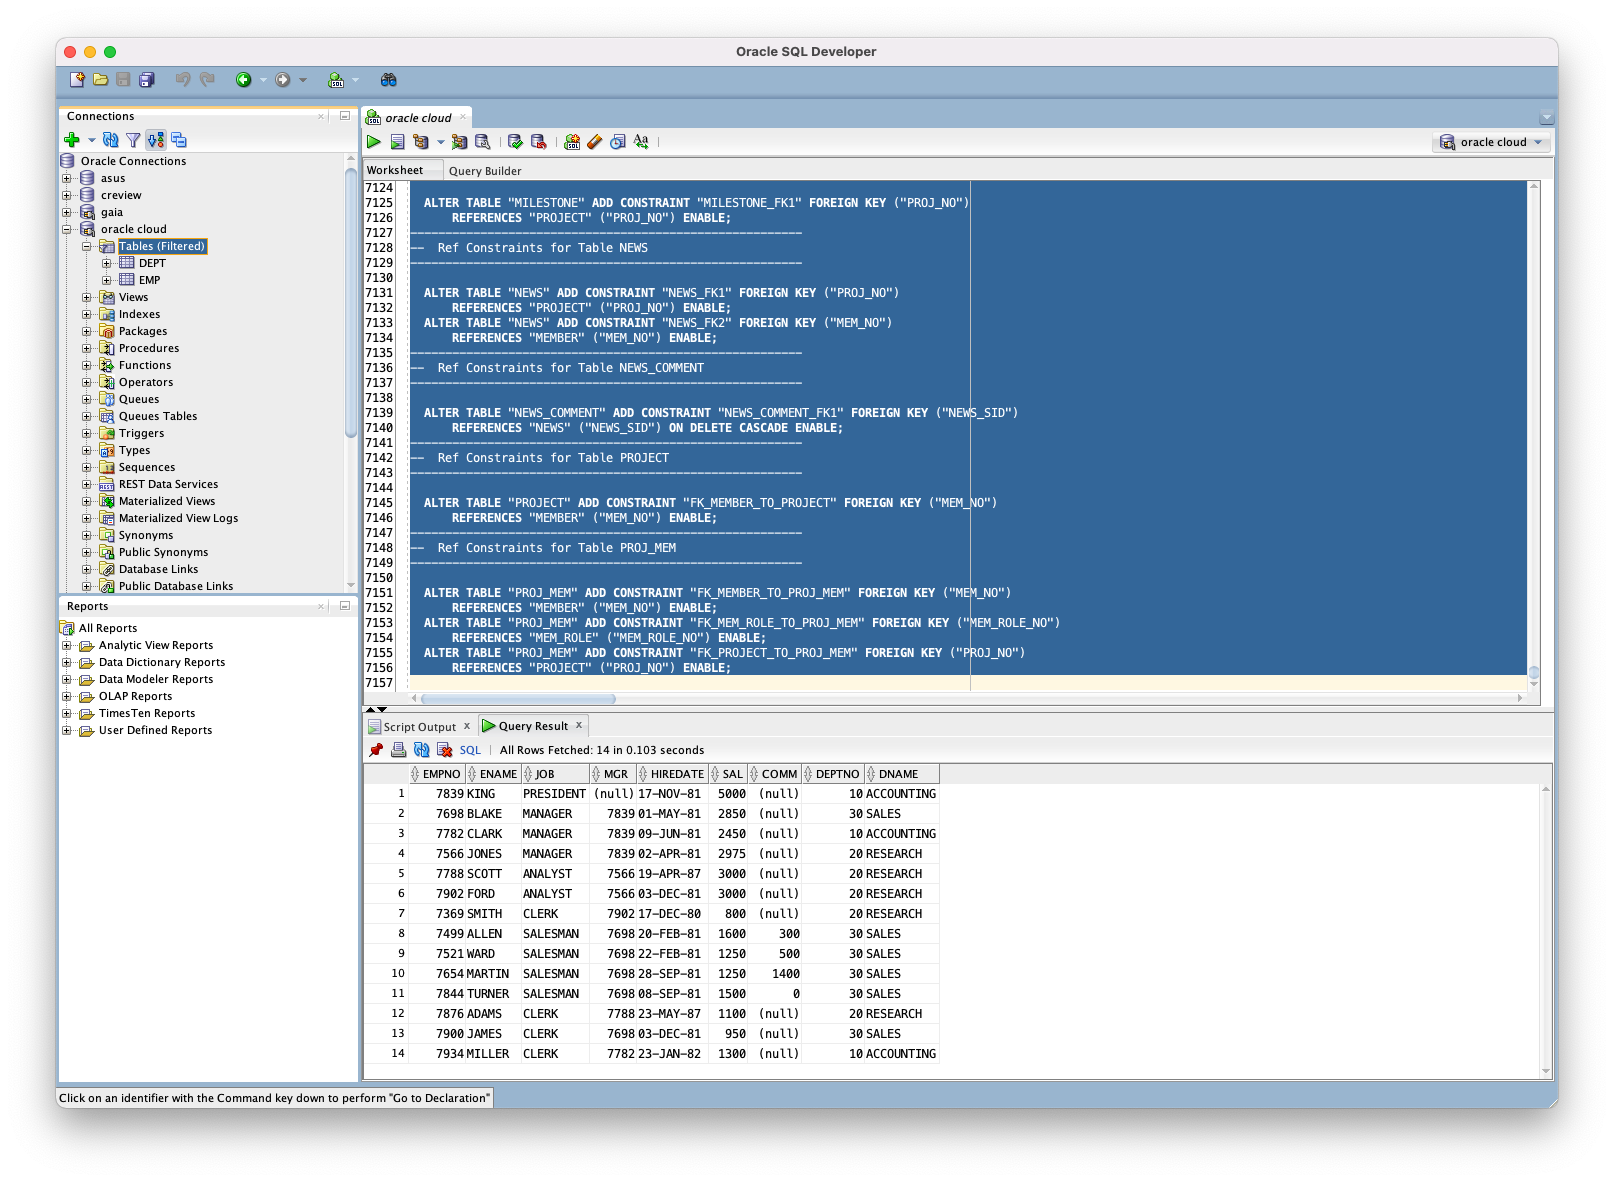 Oracle SQL Developer
Connections
Oracle Connections
asus
creview
gaia
oracle cloud
Tables (Filtered)
DEPT
EMP
Views
Indexes
Packages
Procedures
Functions
Operators
Queues
Queues Tables
Triggers
Types
Sequences
REST Data Services
Materialized Views
Materialized View Logs
Synonyms
Public Synonyms
Database Links
Public Database Links
Reports
All Reports
Analytic View Reports
Data Dictionary Reports
Data Modeler Reports
OLAP Reports
TimesTen Reports
User Defined Reports
oracle cloud
oracle cloud
Worksheet Query Builder
7124
7125 ALTER TABLE "MILESTONE" ADD CONSTRAINT "MILESTONE_FK1" FOREIGN KEY ("PROJ_NO")
7126 REFERENCES "PROJECT" ("PROJ_NO") ENABLE;
7127 --------------------------------------------------------
7128 --  Ref Constraints for Table NEWS
7129 --------------------------------------------------------
7130
7131 ALTER TABLE "NEWS" ADD CONSTRAINT "NEWS_FK1" FOREIGN KEY ("PROJ_NO")
7132 REFERENCES "PROJECT" ("PROJ_NO") ENABLE;
7133 ALTER TABLE "NEWS" ADD CONSTRAINT "NEWS_FK2" FOREIGN KEY ("MEM_NO")
7134 REFERENCES "MEMBER" ("MEM_NO") ENABLE;
7135 --------------------------------------------------------
7136 --  Ref Constraints for Table NEWS_COMMENT
7137 --------------------------------------------------------
7138
7139 ALTER TABLE "NEWS_COMMENT" ADD CONSTRAINT "NEWS_COMMENT_FK1" FOREIGN KEY ("NEWS_SID")
7140 REFERENCES "NEWS" ("NEWS_SID") ON DELETE CASCADE ENABLE;
7141 --------------------------------------------------------
7142 --  Ref Constraints for Table PROJECT
7143 --------------------------------------------------------
7144
7145 ALTER TABLE "PROJECT" ADD CONSTRAINT "FK_MEMBER_TO_PROJECT" FOREIGN KEY ("MEM_NO")
7146 REFERENCES "MEMBER" ("MEM_NO") ENABLE;
7147 --------------------------------------------------------
7148 --  Ref Constraints for Table PROJ_MEM
7149 --------------------------------------------------------
7150
7151 ALTER TABLE "PROJ_MEM" ADD CONSTRAINT "FK_MEMBER_TO_PROJ_MEM" FOREIGN KEY ("MEM_NO")
7152 REFERENCES "MEMBER" ("MEM_NO") ENABLE;
7153 ALTER TABLE "PROJ_MEM" ADD CONSTRAINT "FK_MEM_ROLE_TO_PROJ_MEM" FOREIGN KEY ("MEM_ROLE_NO")
7154 REFERENCES "MEM_ROLE" ("MEM_ROLE_NO") ENABLE;
7155 ALTER TABLE "PROJ_MEM" ADD CONSTRAINT "FK_PROJECT_TO_PROJ_MEM" FOREIGN KEY ("PROJ_NO")
7156 REFERENCES "PROJECT" ("PROJ_NO") ENABLE;
7157
Script Output Query Result
SQL All Rows Fetched: 14 in 0.103 seconds
EMPNO ENAME JOB MGR HIREDATE SAL COMM DEPTNO DNAME
1 7839 KING PRESIDENT (null) 17-NOV-81 5000 (null) 10 ACCOUNTING
2 7698 BLAKE MANAGER 7839 01-MAY-81 2850 (null) 30 SALES
3 7782 CLARK MANAGER 7839 09-JUN-81 2450 (null) 10 ACCOUNTING
4 7566 JONES MANAGER 7839 02-APR-81 2975 (null) 20 RESEARCH
5 7788 SCOTT ANALYST 7566 19-APR-87 3000 (null) 20 RESEARCH
6 7902 FORD ANALYST 7566 03-DEC-81 3000 (null) 20 RESEARCH
7 7369 SMITH CLERK 7902 17-DEC-80 800 (null) 20 RESEARCH
8 7499 ALLEN SALESMAN 7698 20-FEB-81 1600 300 30 SALES
9 7521 WARD SALESMAN 7698 22-FEB-81 1250 500 30 SALES
10 7654 MARTIN SALESMAN 7698 28-SEP-81 1250 1400 30 SALES
11 7844 TURNER SALESMAN 7698 08-SEP-81 1500 0 30 SALES
12 7876 ADAMS CLERK 7788 23-MAY-87 1100 (null) 20 RESEARCH
13 7900 JAMES CLERK 7698 03-DEC-81 950 (null) 30 SALES
14 7934 MILLER CLERK 7782 23-JAN-82 1300 (null) 10 ACCOUNTING
Click on an identifier with the Command key down to perform "Go to Declaration"